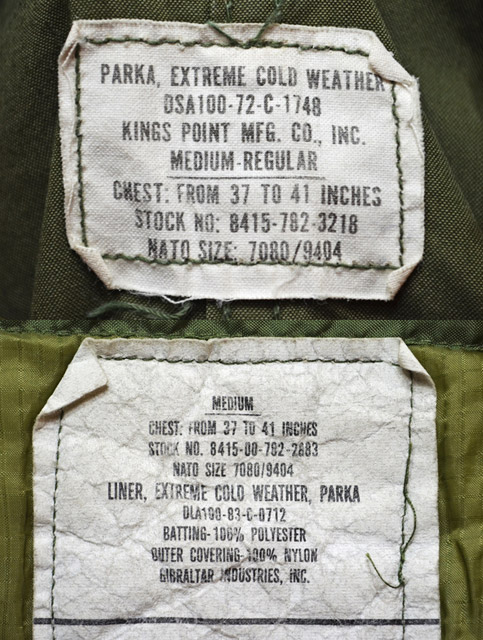 PARKA, EXTREME COLD WEATHER
DSA100-72-C-1748
KINGS POINT MFG. CO., INC.
MEDIUM-REGULAR
CHEST: FROM 37 TO 41 INCHES
STOCK NO: 8415-782-3218
NATO SIZE: 7080/9404
MEDIUM
CHEST: FROM 37 TO 41 INCHES
STOCK NO. 8415-00-782-2883
NATO SIZE 7080/9404
LINER, EXTREME COLD WEATHER, PARKA
DLA100-83-C-0712
BATTING-100% POLYESTER
OUTER COVERING-100% NYLON
GIBRALTAR INDUSTRIES, INC.